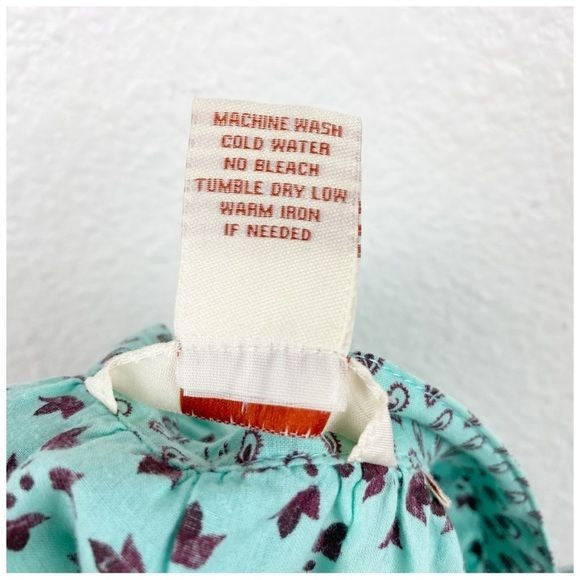 MACHINE WASH
COLD WATER
NO BLEACH
TUMBLE DRY LOW
WARM IRON
IF NEEDED